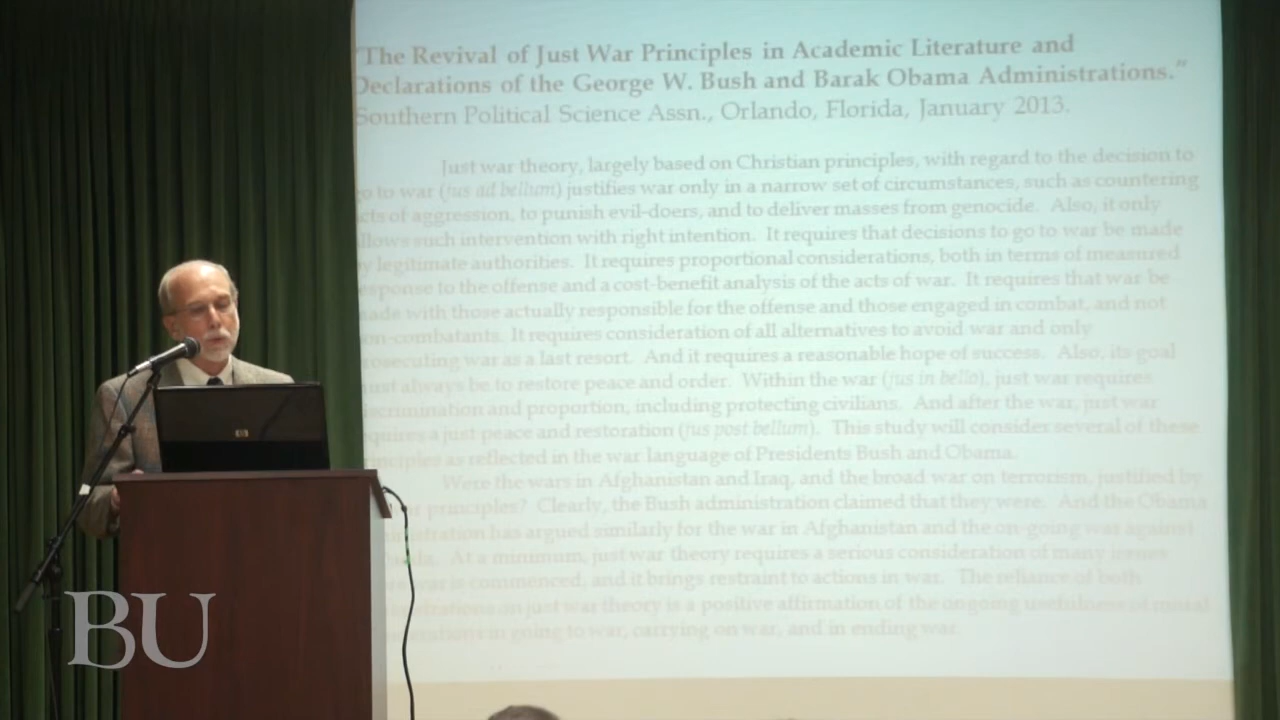 "The Revival of Just War Principles in Academic Literature and
Declarations of the George W. Bush and Barak Obama Administrations."
Southern Political Science Assn., Orlando, Florida, January 2013.
Just war theory, largely based on Christian principles, with regard to the decision to
go to war (jus ad bellum) justifies war only in a narrow set of circumstances, such as countering
acts of aggression, to punish evil-doers, and to deliver masses from genocide. Also, it only
allows such intervention with right intention. It requires that decisions to go to war be made
by legitimate authorities. It requires proportional considerations, both in terms of measured
response to the offense and a cost-benefit analysis of the acts of war. It requires that war be
made with those actually responsible for the offense and those engaged in combat, and not
non-combatants. It requires consideration of all alternatives to avoid war and only
prosecuting war as a last resort. And it requires a reasonable hope of success. Also, its goal
must always be to restore peace and order. Within the war (jus in bello), just war requires
discrimination and proportion, including protecting civilians. And after the war, just war
requires a just peace and restoration (jus post bellum). This study will consider several of these
principles as reflected in the war language of Presidents Bush and Obama.
Were the wars in Afghanistan and Iraq, and the broad war on terrorism, justified by
principles? Clearly, the Bush administration claimed that they were. And the Obama
administration has argued similarly for the war in Afghanistan and the on-going war against
At a minimum, just war theory requires a serious consideration of many issues
war is commenced, and it brings restraint to actions in war. The reliance of both
administrations on just war theory is a positive affirmation of the ongoing usefulness of moral
in going to war, carrying on war, and in ending war.
hp
BU